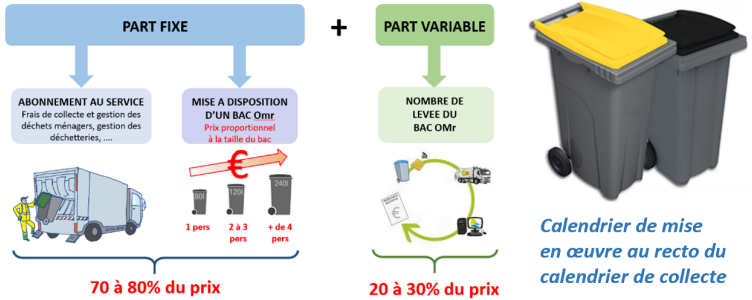 PART FIXE
+
PART VARIABLE
ABONNEMENT AU SERVICE
Frais de collecte et gestion des
déchets ménagers, gestion des
déchetteries, ....
MISE A DISPOSITION
D'UN BAC Omr
Prix proportionnel
à la taille du bac
NOMBRE DE
LEVEE DU
BAC OMr
€
80l
120l
240l
1 pers
2 à 3
pers
+ de 4
pers
€
70 à 80% du prix
20 à 30% du prix
Calendrier de mise
en œuvre au recto du
calendrier de collecte